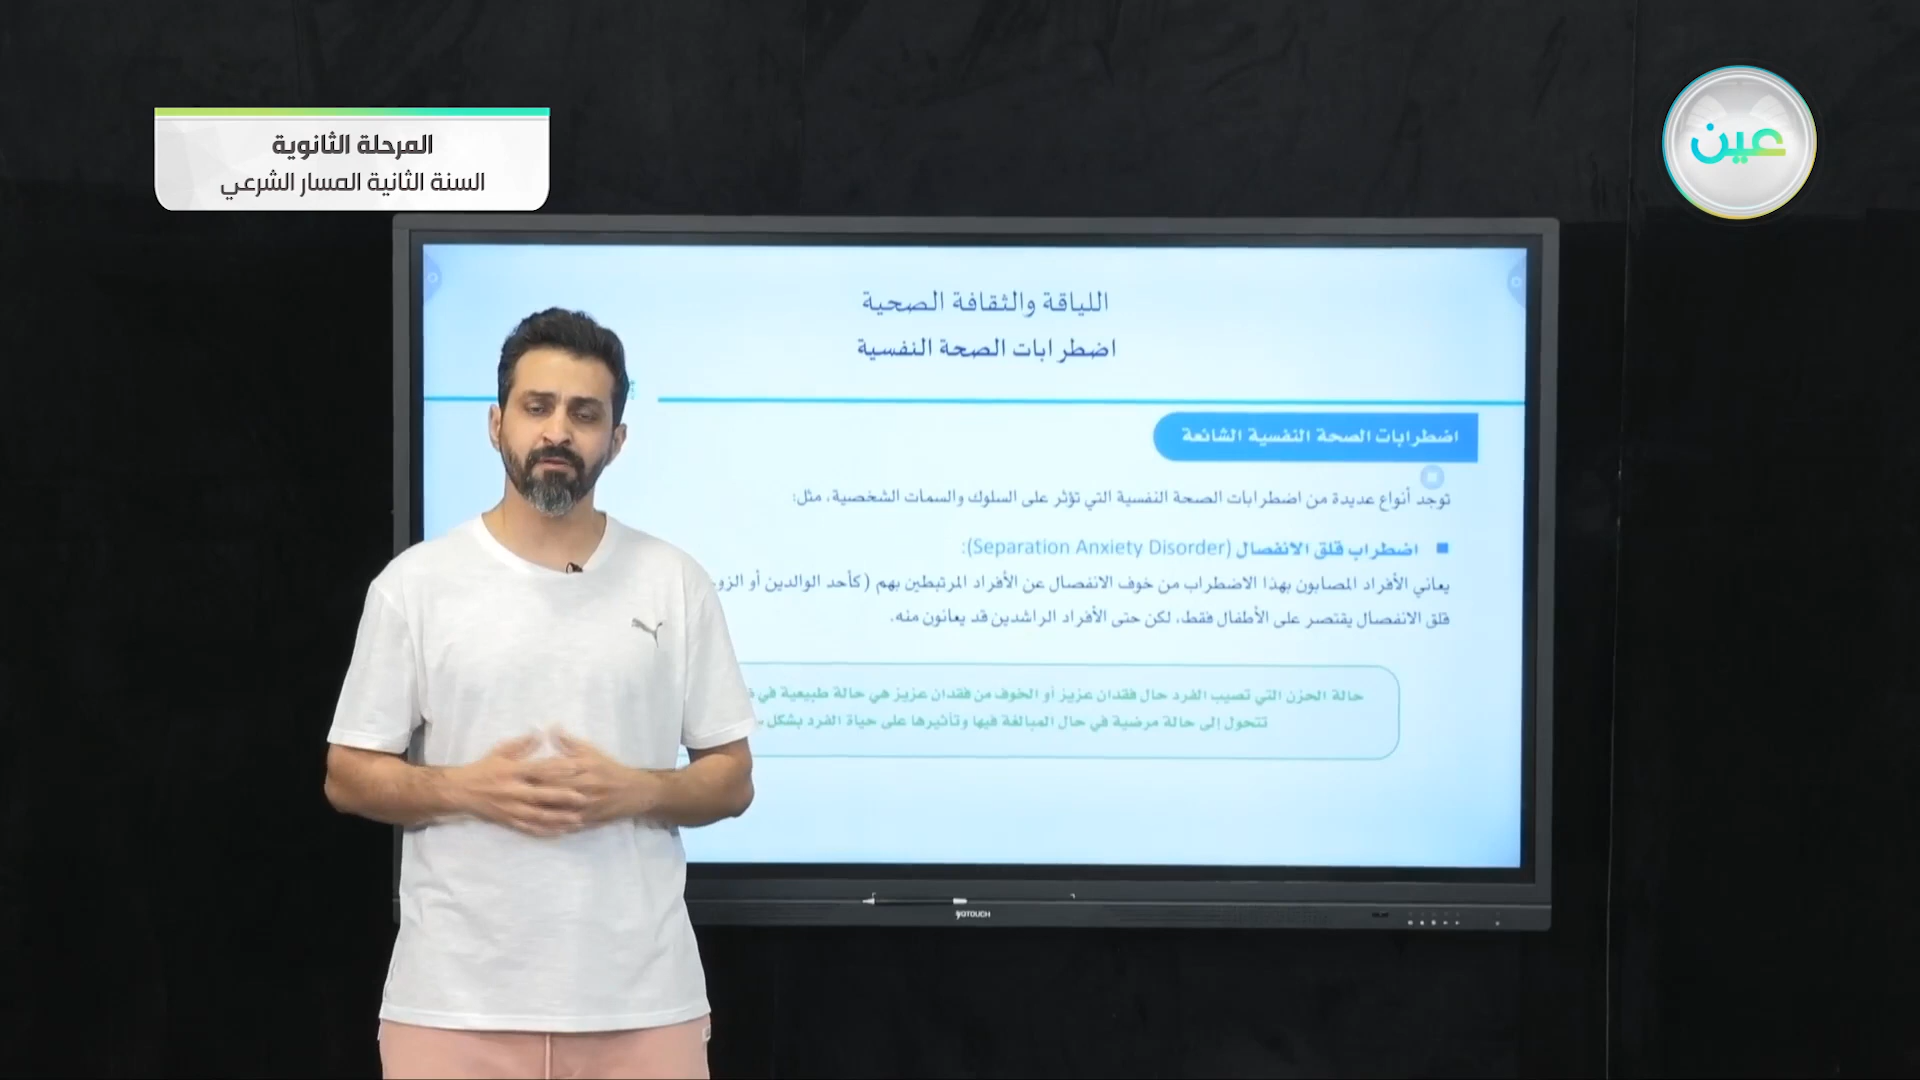 المرحلة الثانوية
السنة الثانية المسار الشرعي
عين
اللياقة والثقافة الصحية
اضطرابات الصحة النفسية
اضطرابات الصحة النفسية الشائعة
توجد أنواع عديدة من اضطرابات الصحة النفسية التي تؤثر على السلوك والسمات الشخصية، مثل:
اضطراب قلق الانفصال (Separation Anxiety Disorder):
يعاني الأفراد المصابون بهذا الاضطراب من خوف الانفصال عن الأفراد المرتبطين بهم (كأحد الوالدين أو
قلق الانفصال يقتصر على الأطفال فقط، لكن حتى الأفراد الراشدين قد يعانون منه.
حالة الحزن التي تصيب الفرد حال فقدان عزيز أو الخوف من فقدان عزيز هي حالة طبيعية في
تتحول إلى حالة مرضية في حال المبالغة فيها وتأثيرها على حياة الفرد بشكل
YOTOUCH